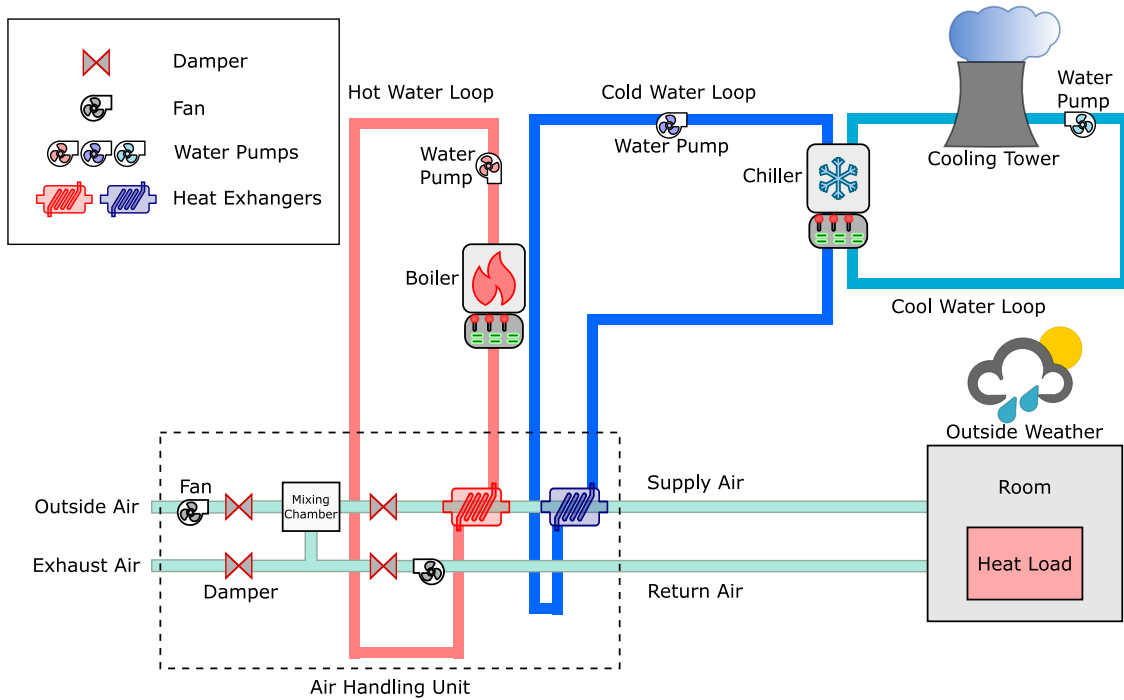 Damper
Fan
Water Pumps
Heat Exhangers
Hot Water Loop
Water
Pump
Boiler
Cold Water Loop
Water Pump
Chiller
Cooling Tower
Water
Pump
Cool Water Loop
Outside Weather
Room
Heat Load
Outside Air
Fan
Mixing
Chamber
Supply Air
Exhaust Air
Damper
Return Air
Air Handling Unit